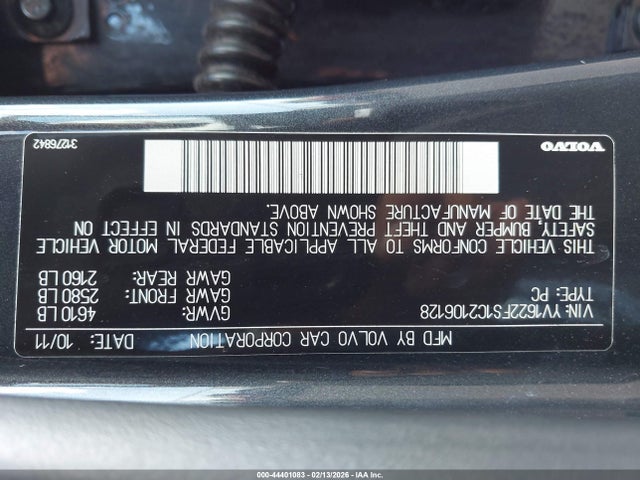 MFD BY VOLVO CAR CORPORATION
DATE: 10/11
VIN: YV1622FS1C2106128
TYPE: PC
GVWR: 4610 LB
GAWR FRONT: 2580 LB
GAWR REAR: 2160 LB
THIS VEHICLE CONFORMS TO ALL APPLICABLE FEDERAL MOTOR VEHICLE
SAFETY, BUMPER AND THEFT PREVENTION STANDARDS IN EFFECT ON
THE DATE OF MANUFACTURE SHOWN ABOVE.
VOLVO
31276842
000-44401083 - 02/13/2026 - IAA Inc.